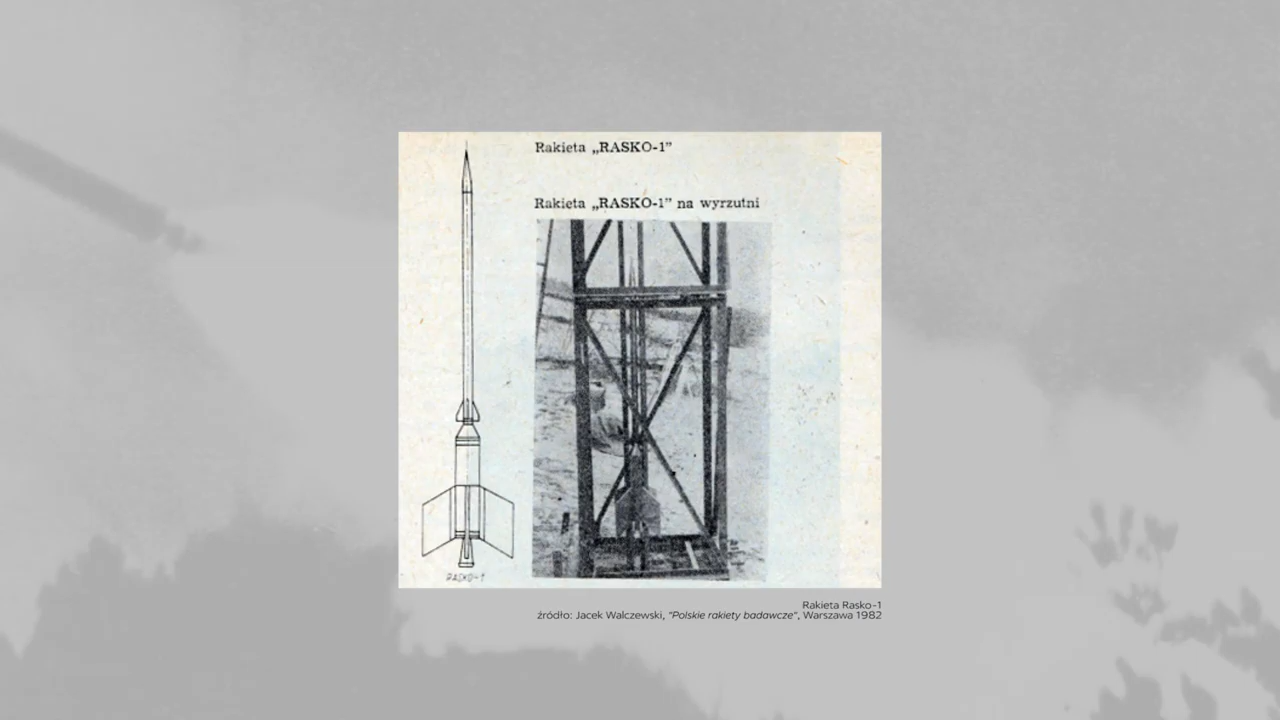 Rakieta „RASKO-1”
Rakieta „RASKO-1” na wyrzutni
RASKO-1
Rakieta Rasko-1
źródło: Jacek Walczewski, "Polskie rakiety badawcze", Warszawa 1982